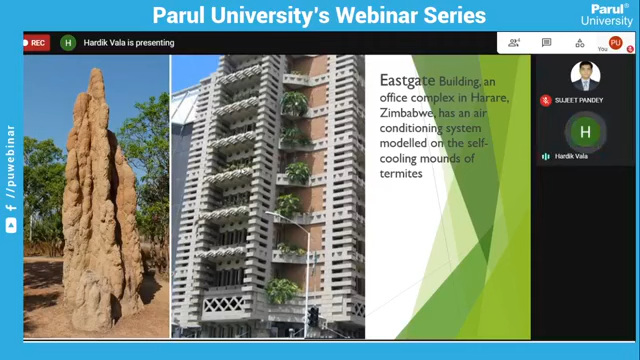 Parul University's Webinar Series
Parul®
University
REC
H
Hardik Vala is presenting
You
PU
Eastgate Building, an
office complex in Harare,
Zimbabwe, has an air
conditioning system
modelled on the self-
cooling mounds of
termites
SUJEET PANDEY
H
Hardik Vala
/puwebinar